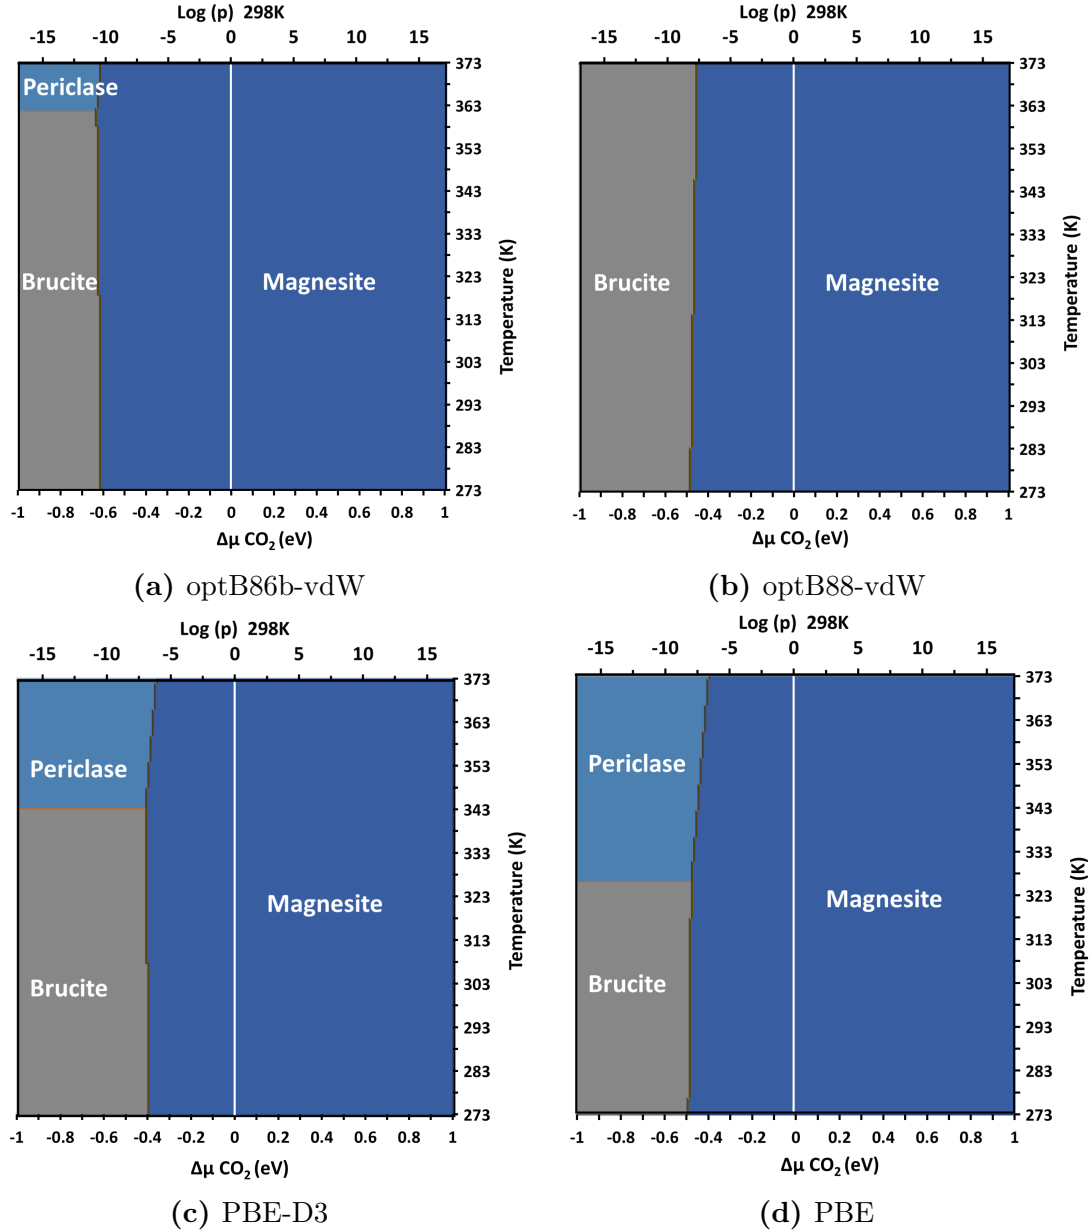 Log (p) 298K
-15 -10 -5 0 5 10 15
Periclase
Brucite
Magnesite
373
363
353
343
333
323
313
303
293
283
273
Temperature (K)
-1 -0.8 -0.6 -0.4 -0.2 0 0.2 0.4 0.6 0.8 1
Δμ CO₂ (eV)
(a) optB86b-vdW
Log (p) 298K
-15 -10 -5 0 5 10 15
Brucite
Magnesite
373
363
353
343
333
323
313
303
293
283
273
Temperature (K)
-1 -0.8 -0.6 -0.4 -0.2 0 0.2 0.4 0.6 0.8 1
Δμ CO₂ (eV)
(b) optB88-vdW
Log (p) 298K
-15 -10 -5 0 5 10 15
Periclase
Brucite
Magnesite
373
363
353
343
333
323
313
303
293
283
273
Temperature (K)
-1 -0.8 -0.6 -0.4 -0.2 0 0.2 0.4 0.6 0.8 1
Δμ CO₂ (eV)
(c) PBE-D3
Log (p) 298K
-15 -10 -5 0 5 10 15
Periclase
Brucite
Magnesite
373
363
353
343
333
323
313
303
293
283
273
Temperature (K)
-1 -0.8 -0.6 -0.4 -0.2 0 0.2 0.4 0.6 0.8 1
Δμ CO₂ (eV)
(d) PBE